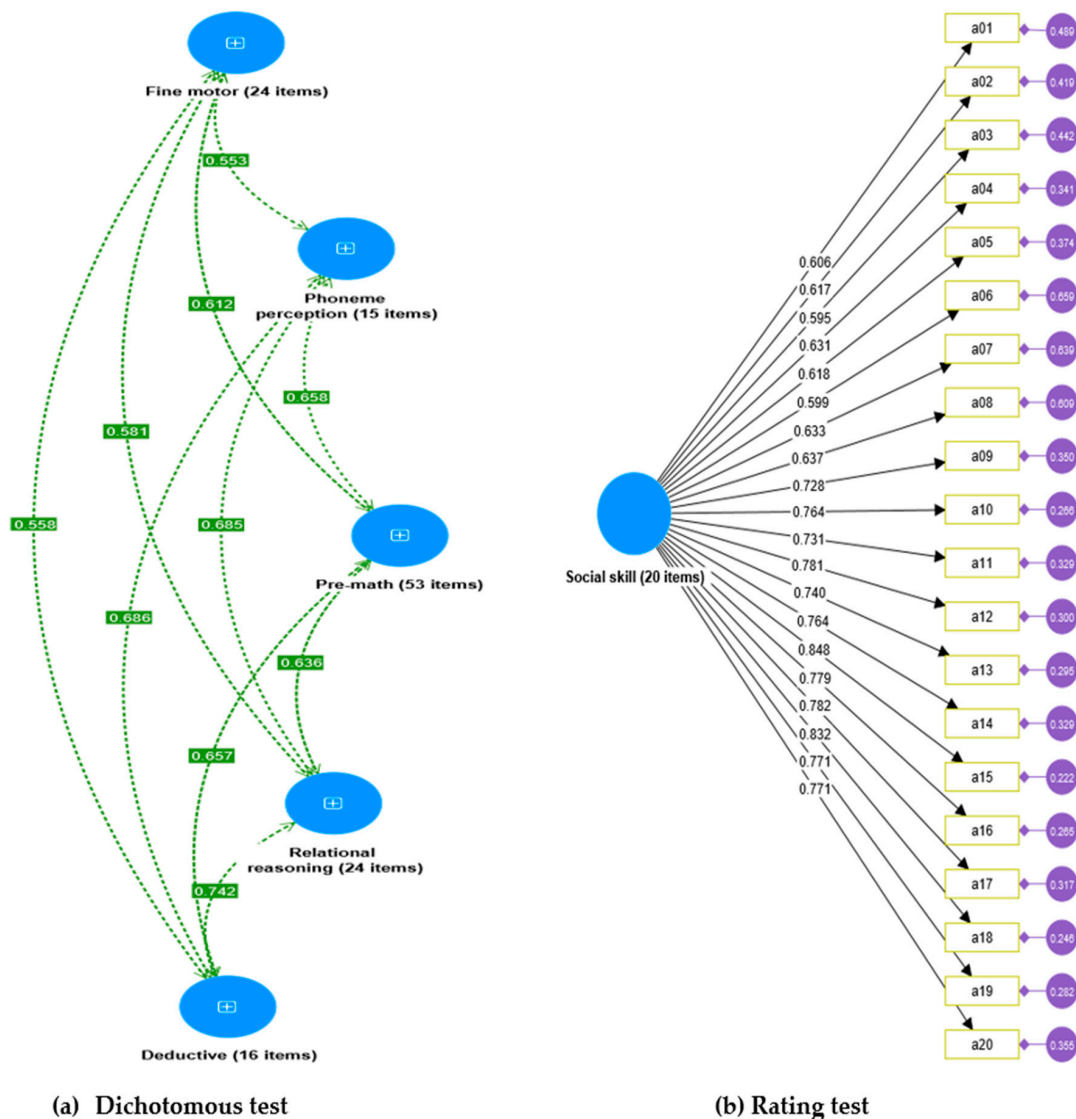 Fine motor (24 items)
0.553
Phoneme
perception (15 items)
0.612
0.658
0.581
0.558
0.685
Pre-math (53 items)
0.686
0.636
0.657
Relational
reasoning (24 items)
0.742
Deductive (16 items)
(a) Dichotomous test
Social skill (20 items)
0.606
0.617
0.595
0.631
0.618
0.599
0.633
0.637
0.728
0.764
0.731
0.781
0.740
0.764
0.848
0.779
0.782
0.832
0.771
0.771
a01 0.489
a02 0.419
a03 0.442
a04 0.341
a05 0.374
a06 0.659
a07 0.639
a08 0.609
a09 0.350
a10 0.266
a11 0.329
a12 0.300
a13 0.295
a14 0.329
a15 0.222
a16 0.265
a17 0.317
a18 0.246
a19 0.282
a20 0.355
(b) Rating test